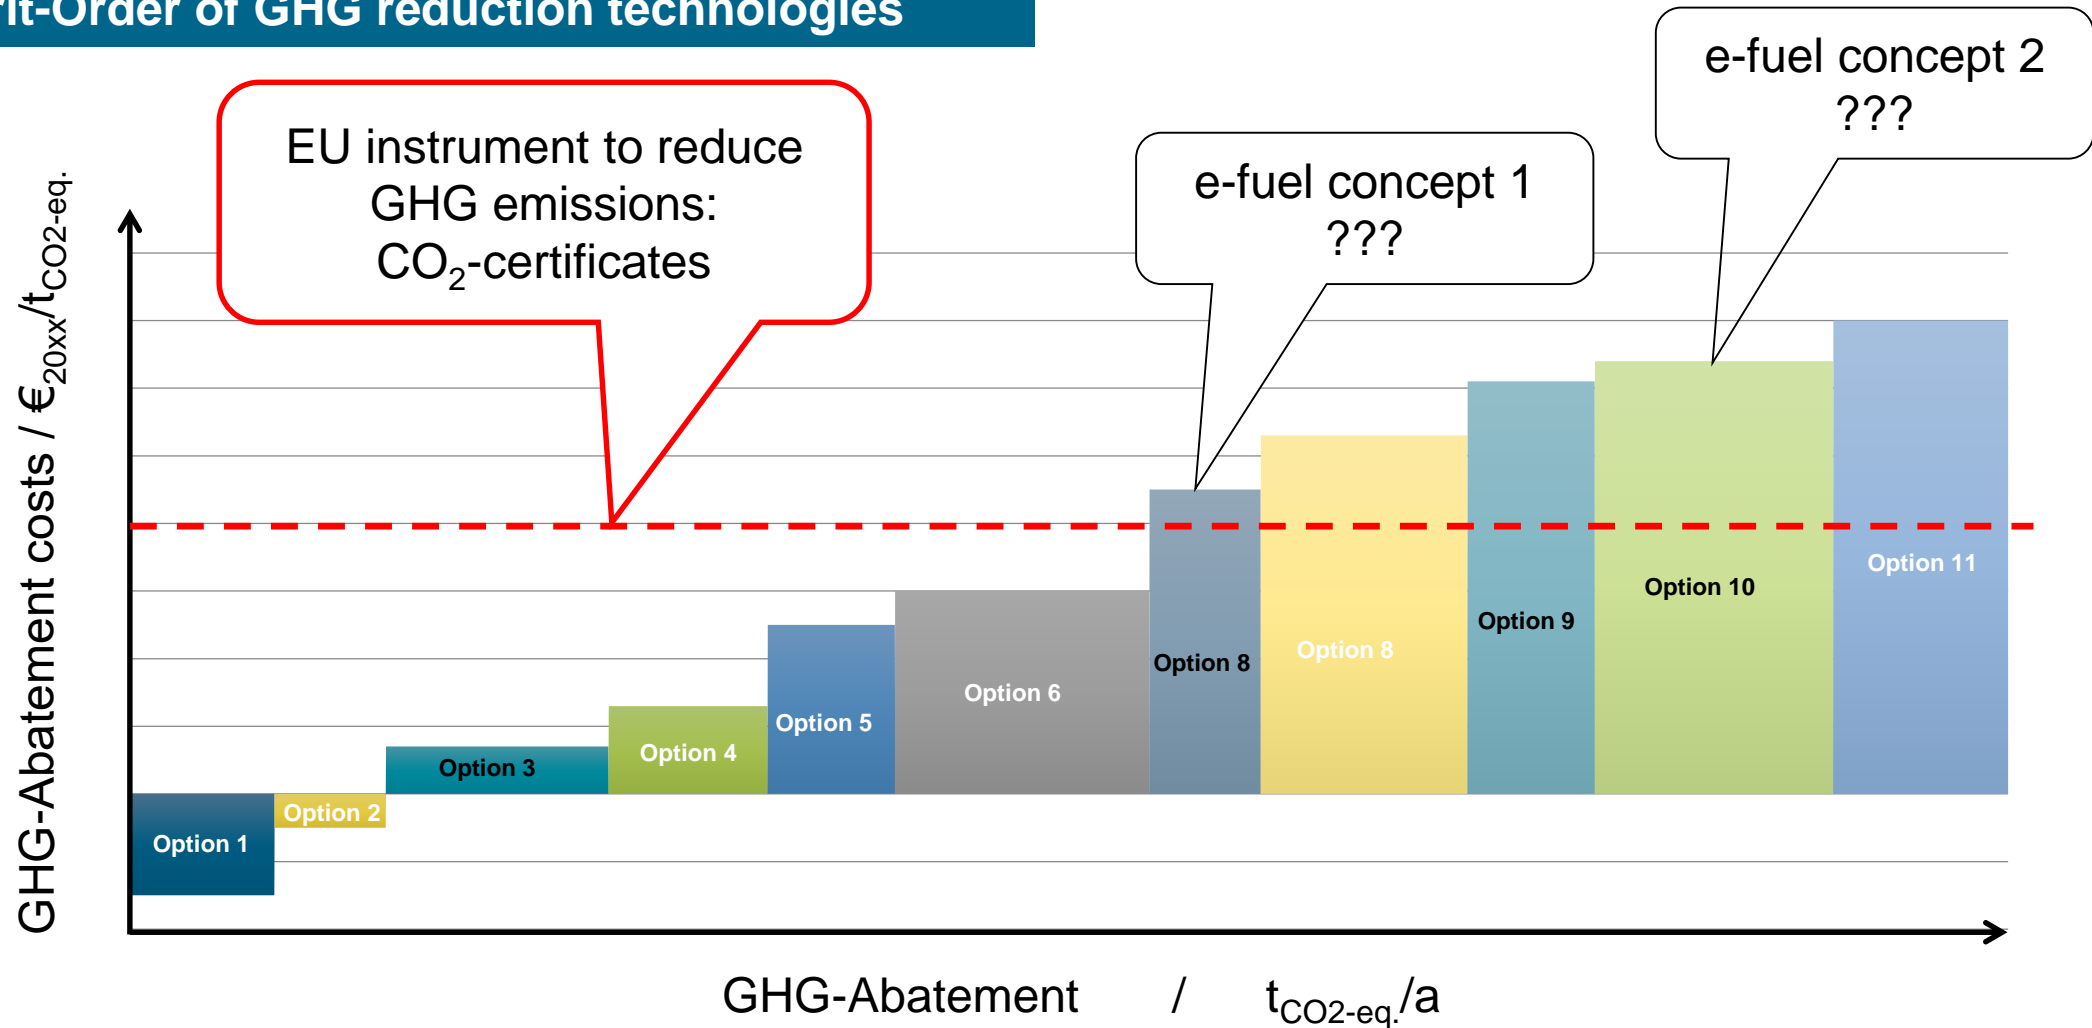 rit-Order of GHG reduction technologies
e-fuel concept 2
???
EU instrument to reduce
GHG emissions:
CO₂-certificates
e-fuel concept 1
???
GHG-Abatement costs / €20xx/tCO2-eq.
Option 1
Option 2
Option 3
Option 4
Option 5
Option 6
Option 8
Option 8
Option 9
Option 10
Option 11
GHG-Abatement / tCO2-eq./a